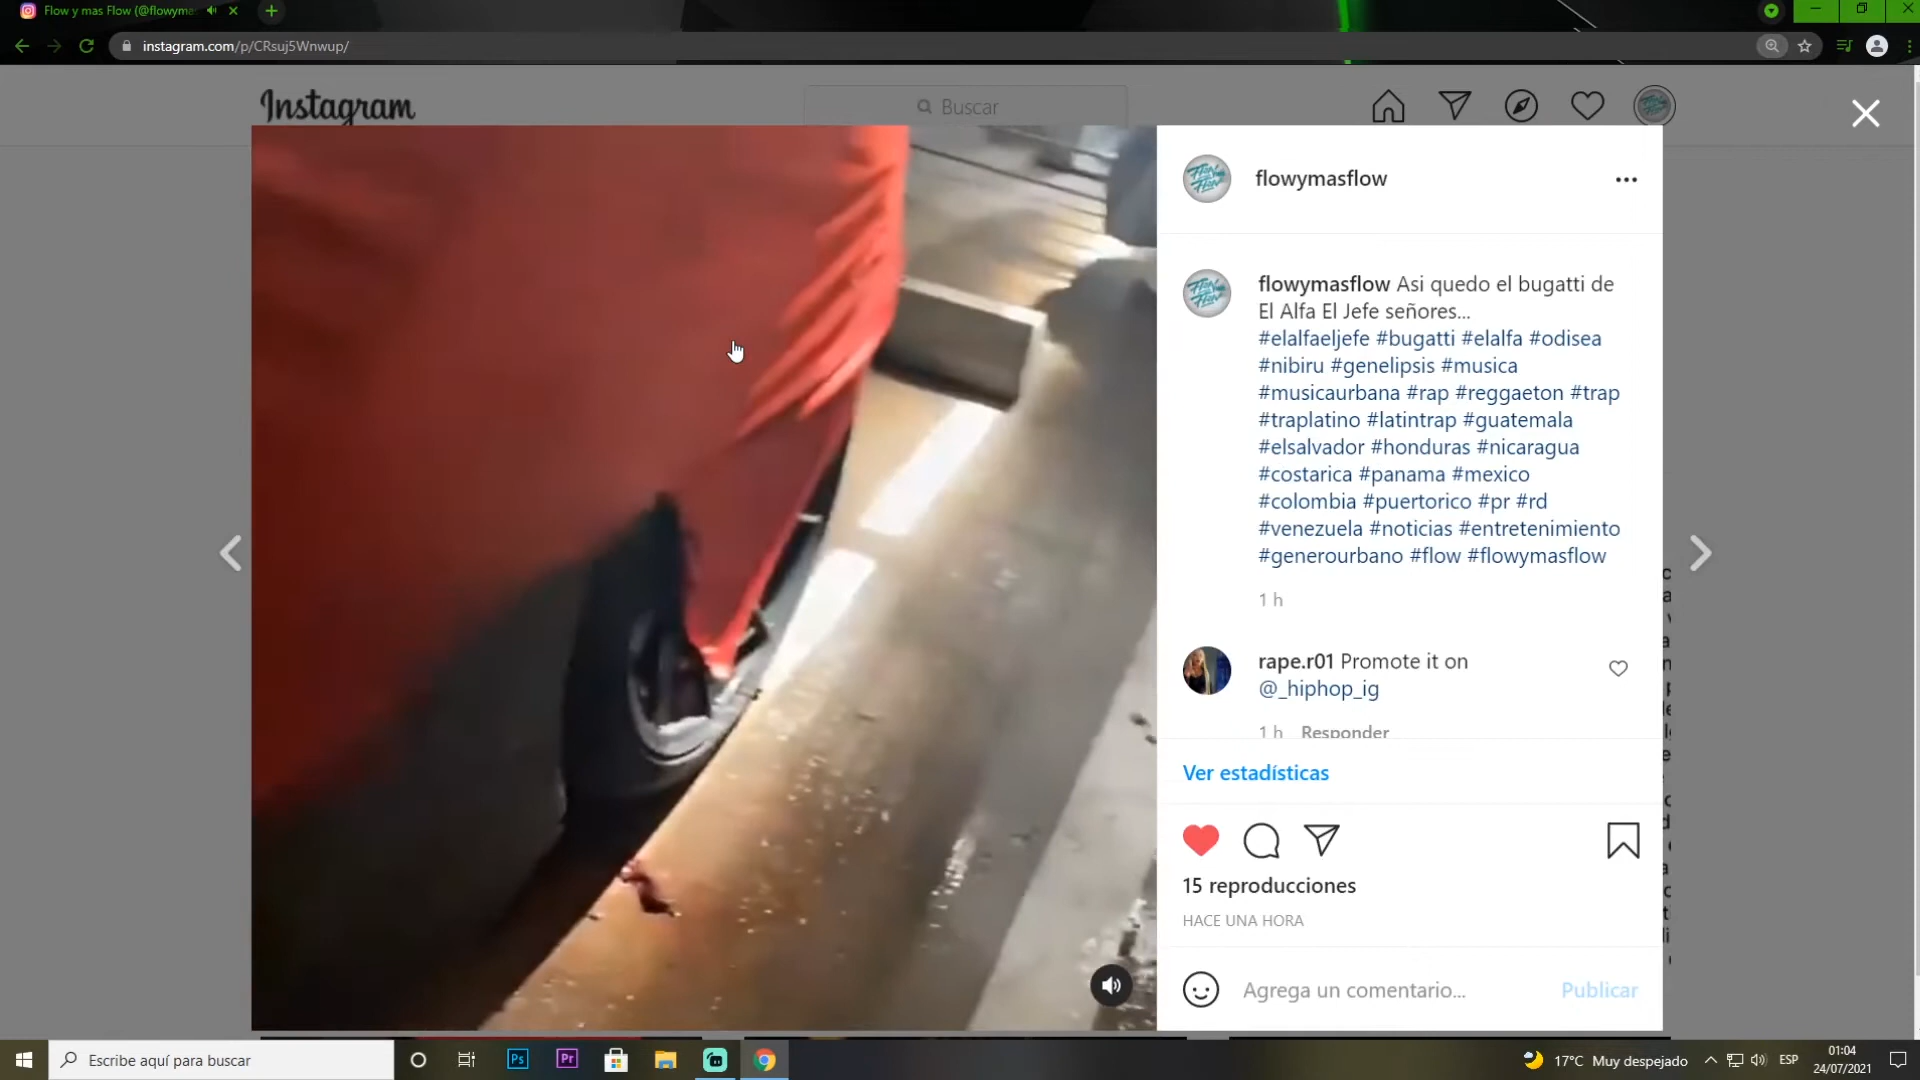 Flow y mas Flow (@flowyma
instagram.com/p/CRsuj5Wnwup/
Instagram
Buscar
flowymasflow
flowymasflow Asi quedo el bugatti de
El Alfa El Jefe señores...
#elalfaeljefe #bugatti #elalfa #odisea
#nibiru #genelipsis #musica
#musicaurbana #rap #reggaeton #trap
#traplatino #latintrap #guatemala
#elsalvador #honduras #nicaragua
#costarica #panama #mexico
#colombia #puertorico #pr #rd
#venezuela #noticias #entretenimiento
#generourbano #flow #flowymasflow
1 h
rape.r01 Promote it on
@_hiphop_ig
1 h Responder
Ver estadísticas
15 reproducciones
HACE UNA HORA
Agrega un comentario... Publicar
Escribe aquí para buscar
Ps
Pr
17°C Muy despejado
ESP
01:04
24/07/2021